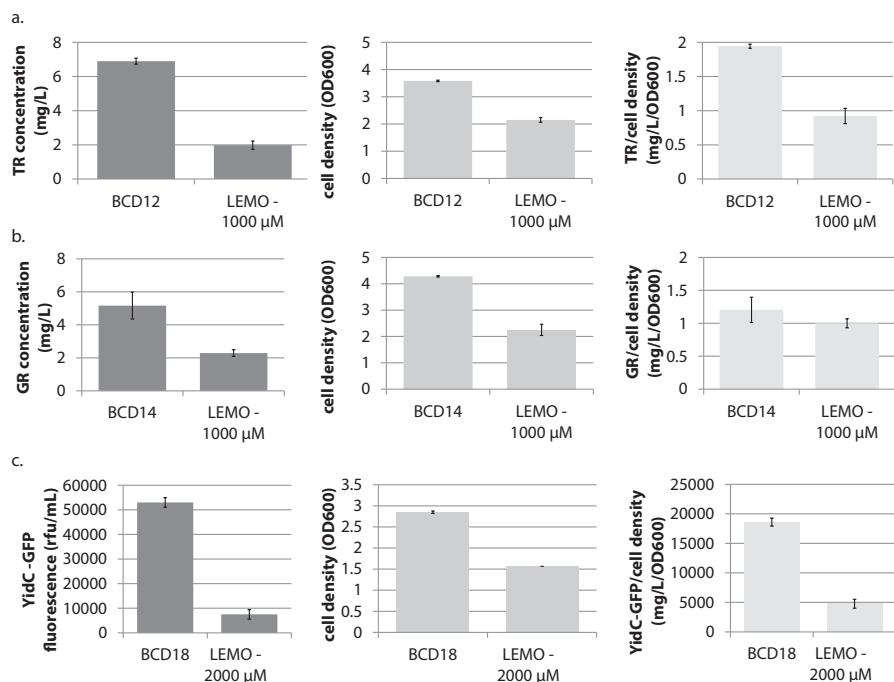 a.
TR concentration
(mg/L)
8
6
4
2
0
BCD12
LEMO -
1000 µM
cell density (OD600)
5
4
3
2
1
0
BCD12
LEMO -
1000 µM
TR/cell density
(mg/L/OD600)
2
1.5
1
0.5
0
BCD12
LEMO -
1000 µM
b.
GR concentration
(mg/L)
8
6
4
2
0
BCD14
LEMO -
1000 µM
cell density (OD600)
5
4
3
2
1
0
BCD14
LEMO -
1000 µM
GR/cell density
(mg/L/OD600)
2
1.5
1
0.5
0
BCD14
LEMO -
1000 µM
c.
YidC -GFP
fluorescence (rfu/mL)
60000
50000
40000
30000
20000
10000
0
BCD18
LEMO -
2000 µM
cell density (OD600)
3.5
3
2.5
2
1.5
1
0.5
0
BCD18
LEMO -
2000 µM
YidC-GFP/cell density
(mg/L/OD600)
25000
20000
15000
10000
5000
0
BCD18
LEMO -
2000 µM